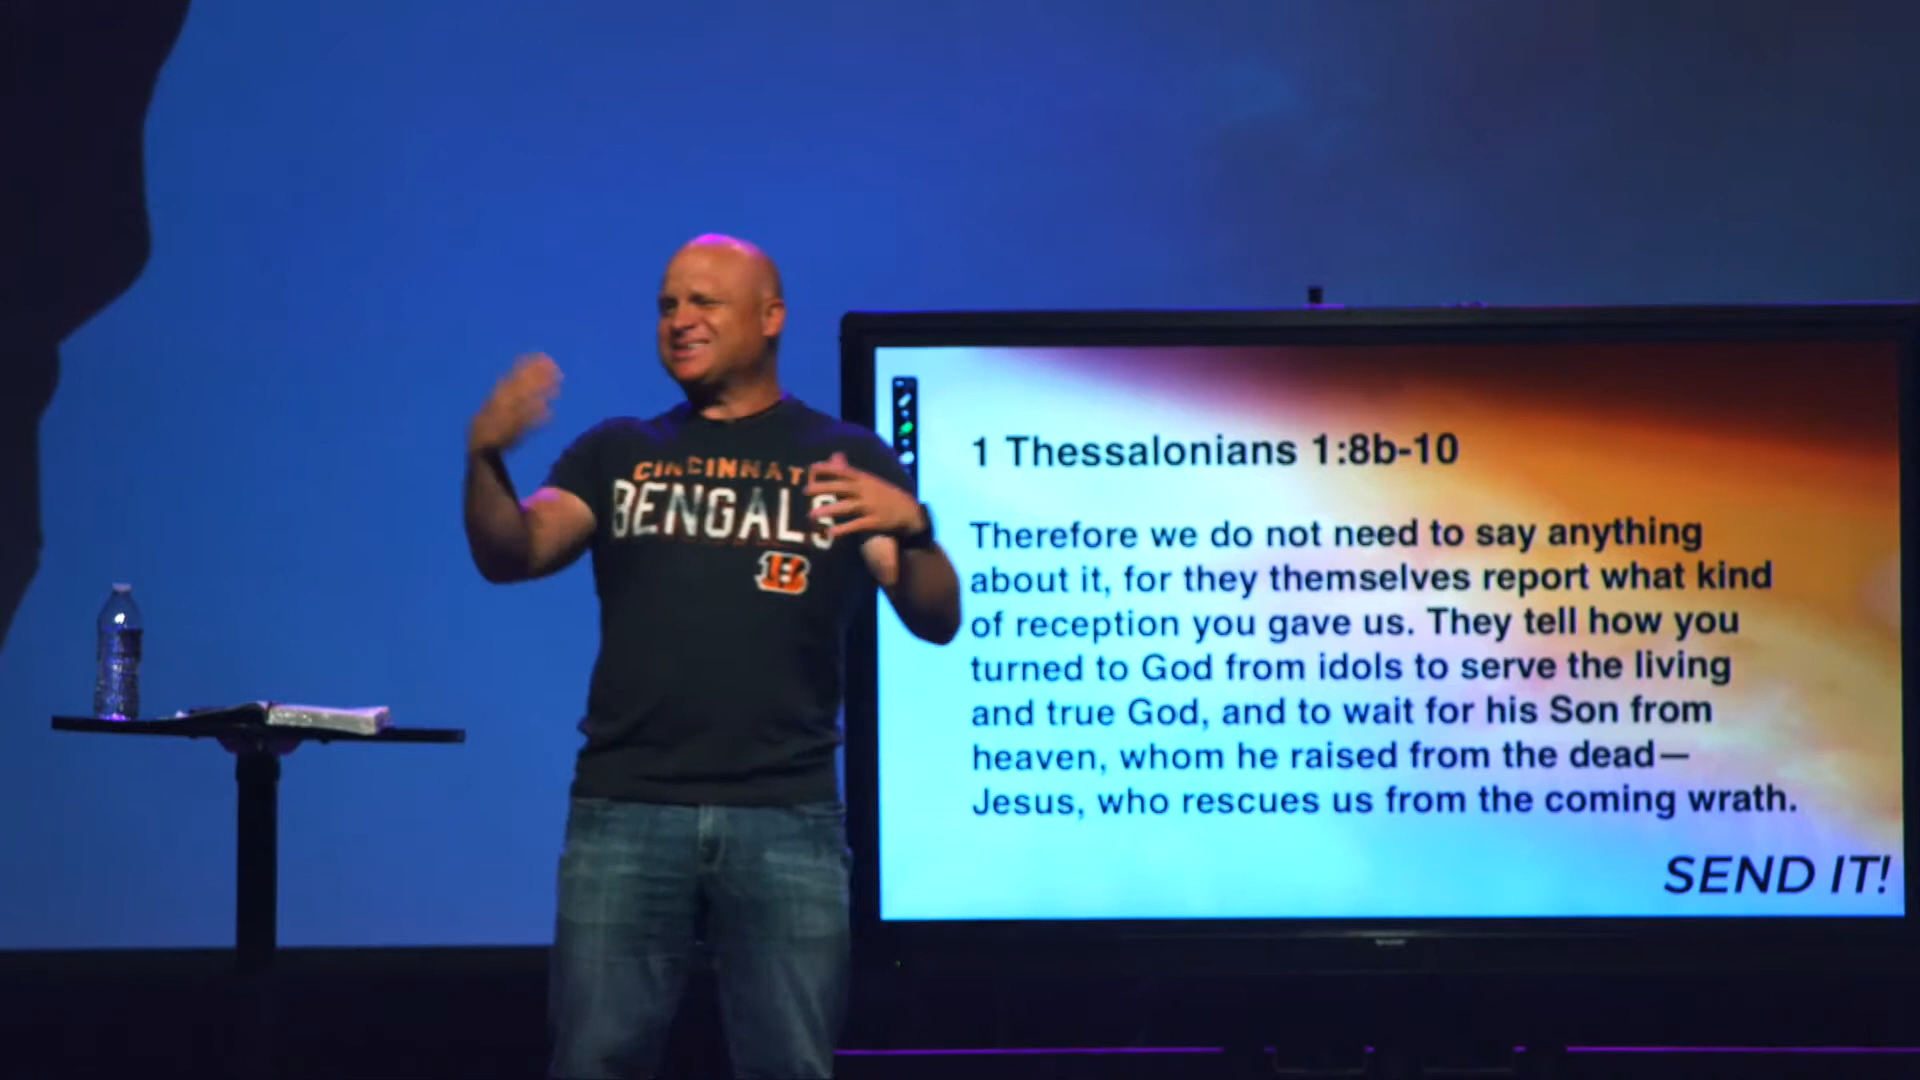 CINCINNATI
BENGALS
B
1 Thessalonians 1:8b-10
Therefore we do not need to say anything
about it, for they themselves report what kind
of reception you gave us. They tell how you
turned to God from idols to serve the living
and true God, and to wait for his Son from
heaven, whom he raised from the dead—
Jesus, who rescues us from the coming wrath.
SEND IT!